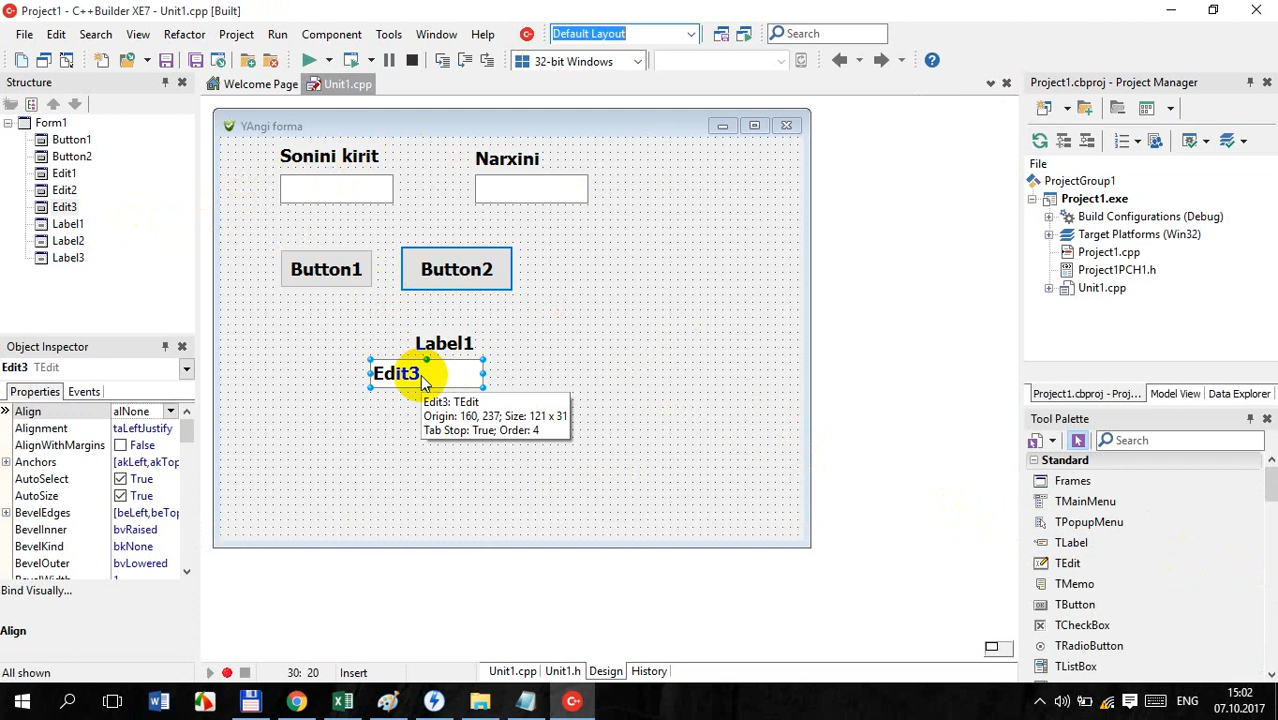 Project1 - C++Builder XE7 - Unit1.cpp [Built]
File Edit Search View Refactor Project Run Component Tools Window Help
Default Layout
Search
32-bit Windows
Structure
Welcome Page
Unit1.cpp
Form1
Button1
Button2
Edit1
Edit2
Edit3
Label1
Label2
Label3
Object Inspector
Edit3 TEdit
Properties Events
Align alNone
Alignment taLeftJustify
AlignWithMargins False
Anchors [akLeft,akTop
AutoSelect True
AutoSize True
BevelEdges [beLeft,beTop
BevelInner bvRaised
BevelKind bkNone
BevelOuter bvLowered
BevelWidth 1
Bind Visually...
Align
All shown
YAngi forma
Sonini kirit
Narxini
Button1
Button2
Label1
Edit3
Edit3: TEdit
Origin: 160, 237; Size: 121 x 31
Tab Stop: True; Order: 4
30: 20
Insert
Unit1.cpp Unit1.h Design History
Project1.cbproj - Project Manager
File
ProjectGroup1
Project1.exe
Build Configurations (Debug)
Target Platforms (Win32)
Project1.cpp
Project1PCH1.h
Unit1.cpp
Project1.cbproj - Proj... Model View Data Explorer
Tool Palette
Search
Standard
Frames
TMainMenu
TPopupMenu
TLabel
TEdit
TMemo
TButton
TCheckBox
TRadioButton
TListBox
ENG
15:02
07.10.2017